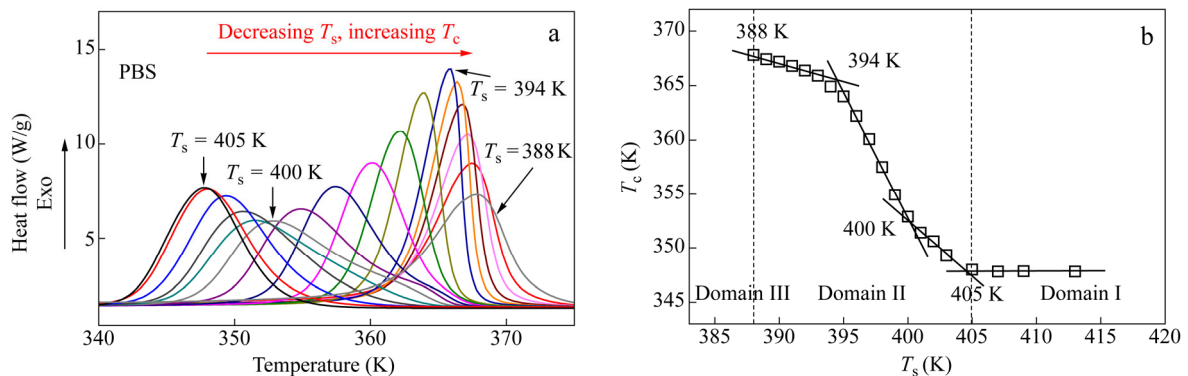 Decreasing Ts, increasing Tc
a
PBS
Ts = 394 K
Ts = 405 K
Ts = 400 K
Ts = 388 K
Heat flow (W/g)
Exo
15
10
5
340 350 360 370
Temperature (K)
b
388 K
394 K
400 K
405 K
Domain III
Domain II
Domain I
Tc (K)
370
365
360
355
350
345
385 390 395 400 405 410 415 420
Ts (K)